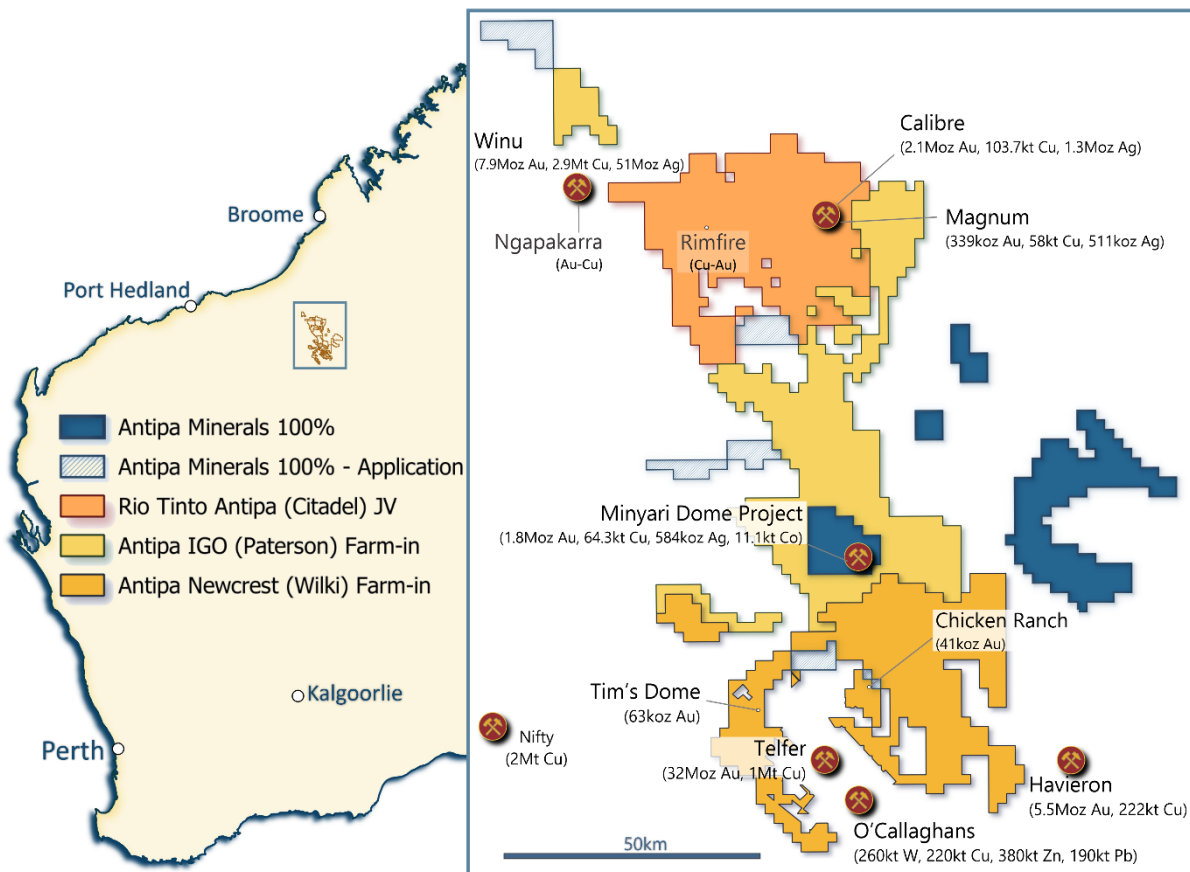 Broome
Port Hedland
Kalgoorlie
Perth
Antipa Minerals 100%
Antipa Minerals 100% - Application
Rio Tinto Antipa (Citadel) JV
Antipa IGO (Paterson) Farm-in
Antipa Newcrest (Wilki) Farm-in
Winu
(7.9Moz Au, 2.9Mt Cu, 51Moz Ag)
Ngapakarra
(Au-Cu)
Rimfire
(Cu-Au)
Calibre
(2.1Moz Au, 103.7kt Cu, 1.3Moz Ag)
Magnum
(339koz Au, 58kt Cu, 511koz Ag)
Minyari Dome Project
(1.8Moz Au, 64.3kt Cu, 584koz Ag, 11.1kt Co)
Chicken Ranch
(41koz Au)
Tim's Dome
(63koz Au)
Nifty
(2Mt Cu)
Telfer
(32Moz Au, 1Mt Cu)
Havieron
(5.5Moz Au, 222kt Cu)
O'Callaghans
(260kt W, 220kt Cu, 380kt Zn, 190kt Pb)
50km